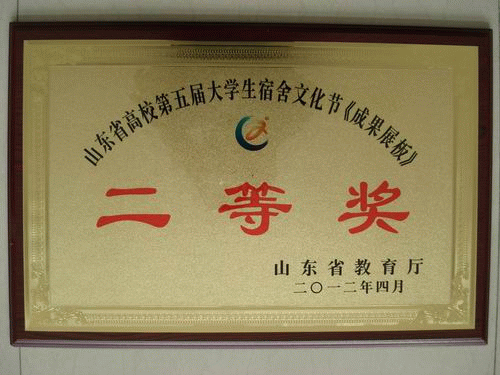 山东省高校第五届大学生宿舍文化节《成果展板》
二等奖
山东省教育厅
二〇一二年四月